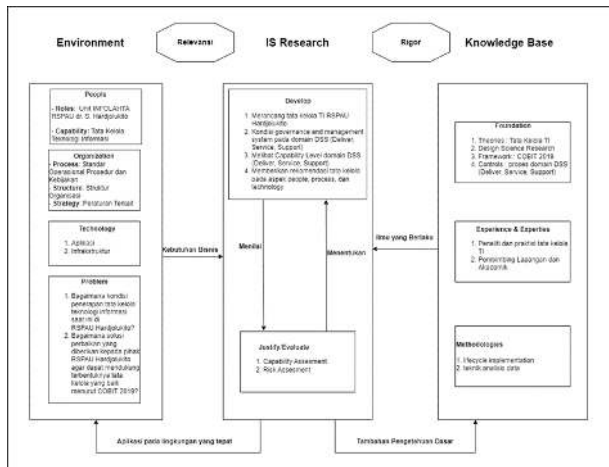 Environment
Relevansi
IS Research
Rigor
Knowledge Base
People
- Roles: Unit INFOLAHTA
RSPAU dr. S. Hardjolukito
- Capability: Tata Kelola
Teknologi Informasi
Organization
- Process: Standar
Operasional Prosedur dan
Kebijakan
- Structure: Struktur
Organisasi
- Strategy: Peraturan Terkait
Technology
1. Aplikasi
2. Infrastruktur
Problem
1. Bagaimana kondisi
penerapan tata kelola
teknologi informasi
saat ini di
RSPAU Hardjolukito?
2. Bagaimana solusi
perbaikan yang
diberikan kepada pihak
RSPAU Hardjolukito
agar dapat mendukung
terbentuknya tata
kelola yang baik
menurut COBIT 2019?
Kebutuhan Bisnis
Develop
1. Merancang tata kelola TI RSPAU
Hardjolukito
2. Kondisi governance and management
system pada domain DSS (Deliver,
Service, Support)
3. Melihat Capability Level domain DSS
(Deliver, Service, Support)
4. Memberikan rekomendasi tata kelola
pada aspek people, process, dan
technology
Menilai
Menentukan
Justify/Evaluate
1. Capability Assesment
2. Risk Assesment
Ilmu yang Berlaku
Foundation
1. Theories : Tata Kelola TI
2. Design Science Research
3. Framework : COBIT 2019
4. Controls : proses domain DSS
(Deliver, Service, Support)
Experience & Experties
1. Peneliti dan praktisi tata kelola
TI
2. Pembimbing Lapangan dan
Akademik
Methodologies
1. lifecycle implementation
2. teknik analisis data
Aplikasi pada lingkungan yang tepat
Tambahan Pengetahuan Dasar